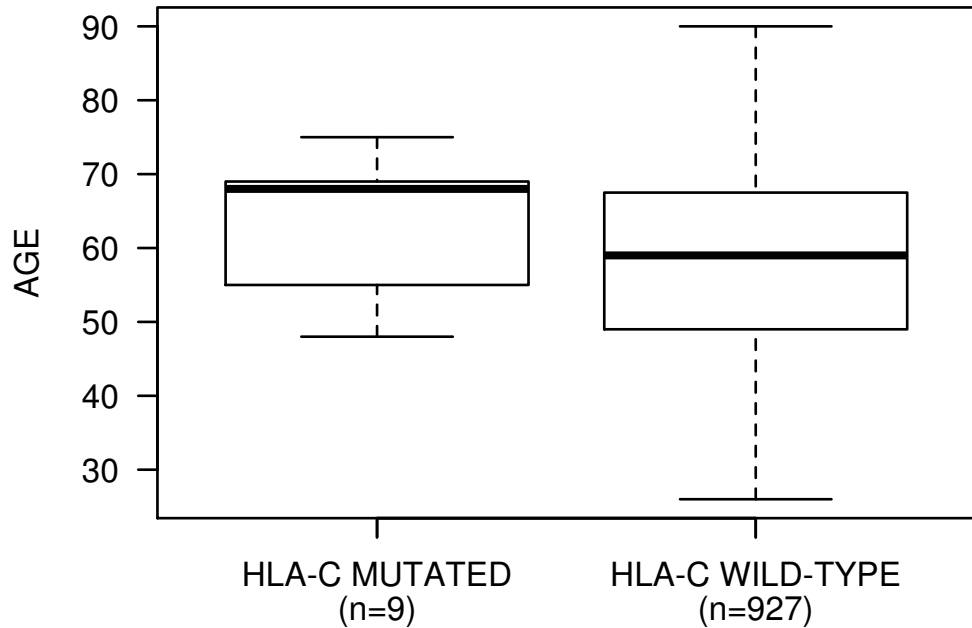 AGE
90
80
70
60
50
40
30
HLA-C MUTATED
(n=9)
HLA-C WILD-TYPE
(n=927)